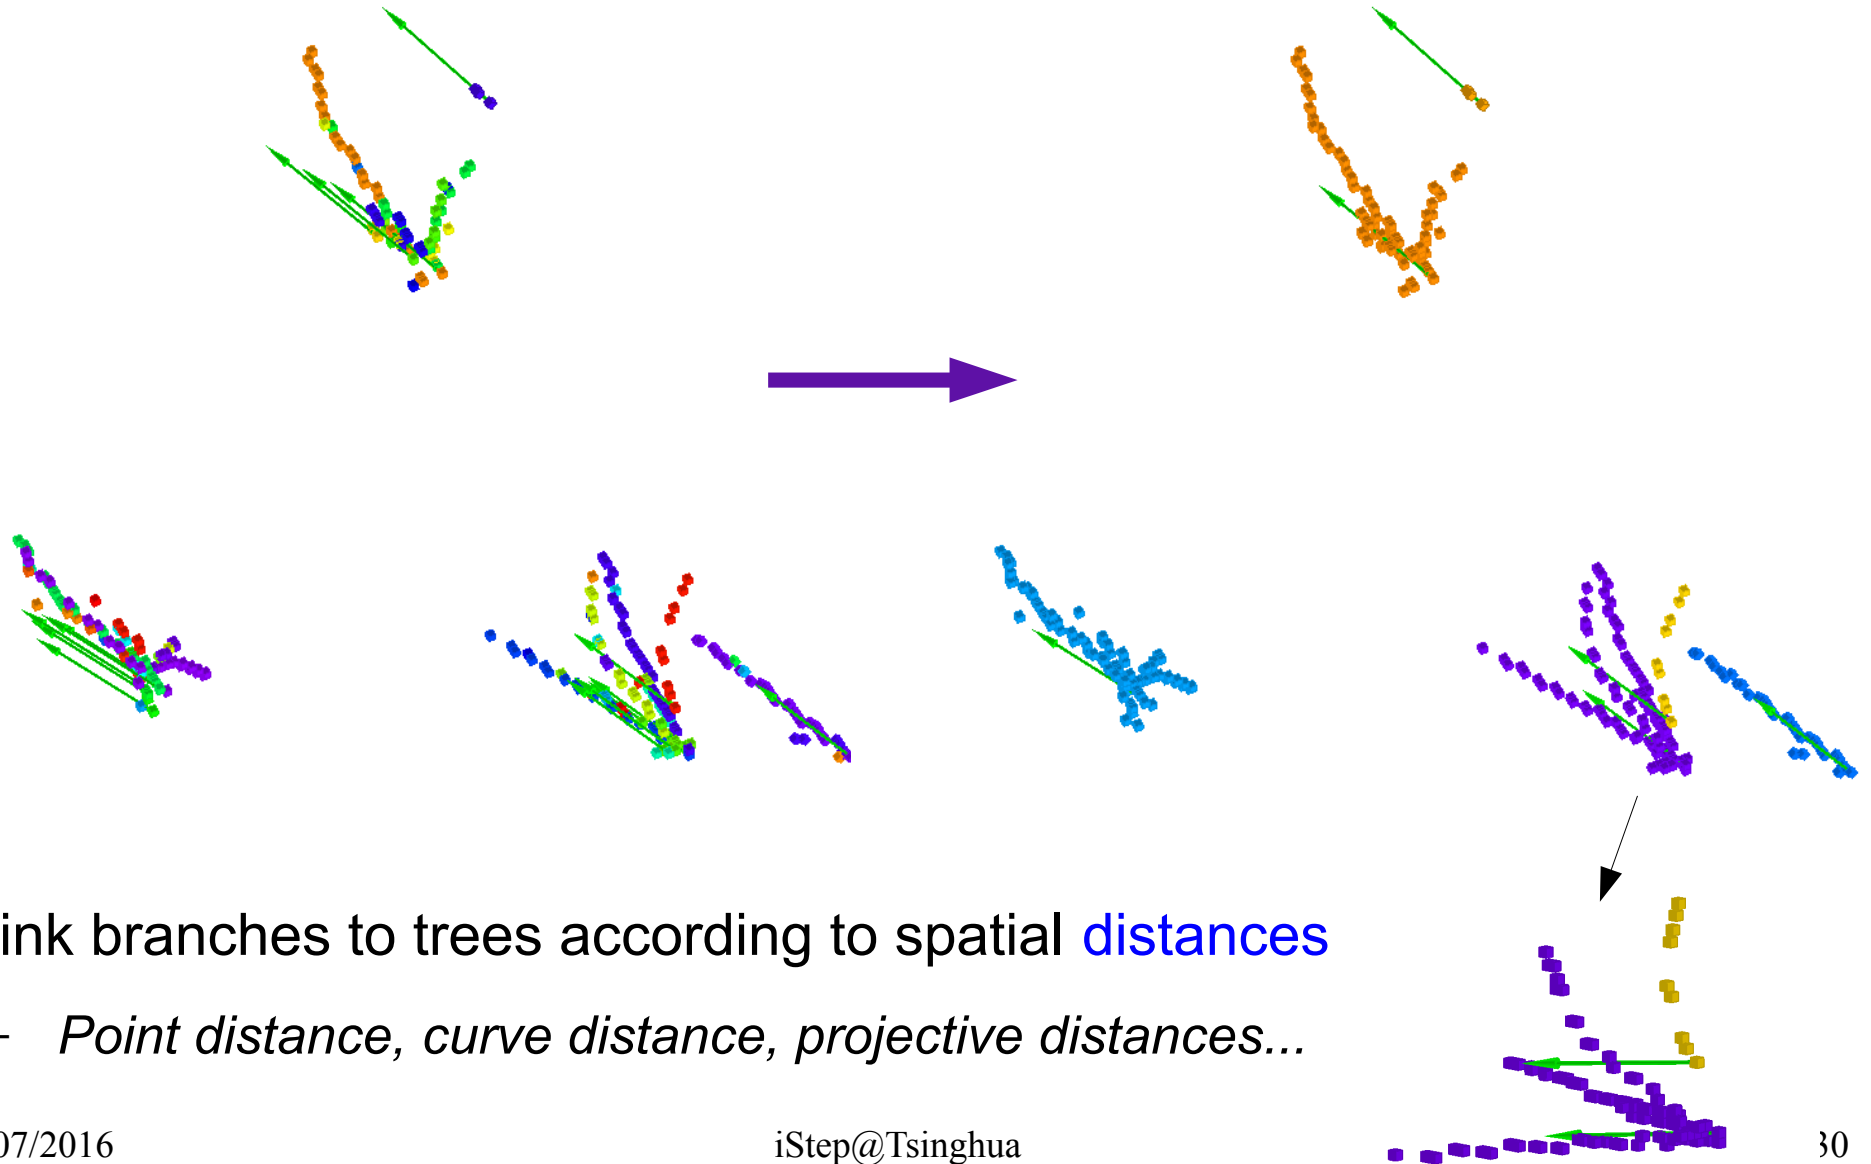 ink branches to trees according to spatial distances
- Point distance, curve distance, projective distances...
07/2016
iStep@Tsinghua
30